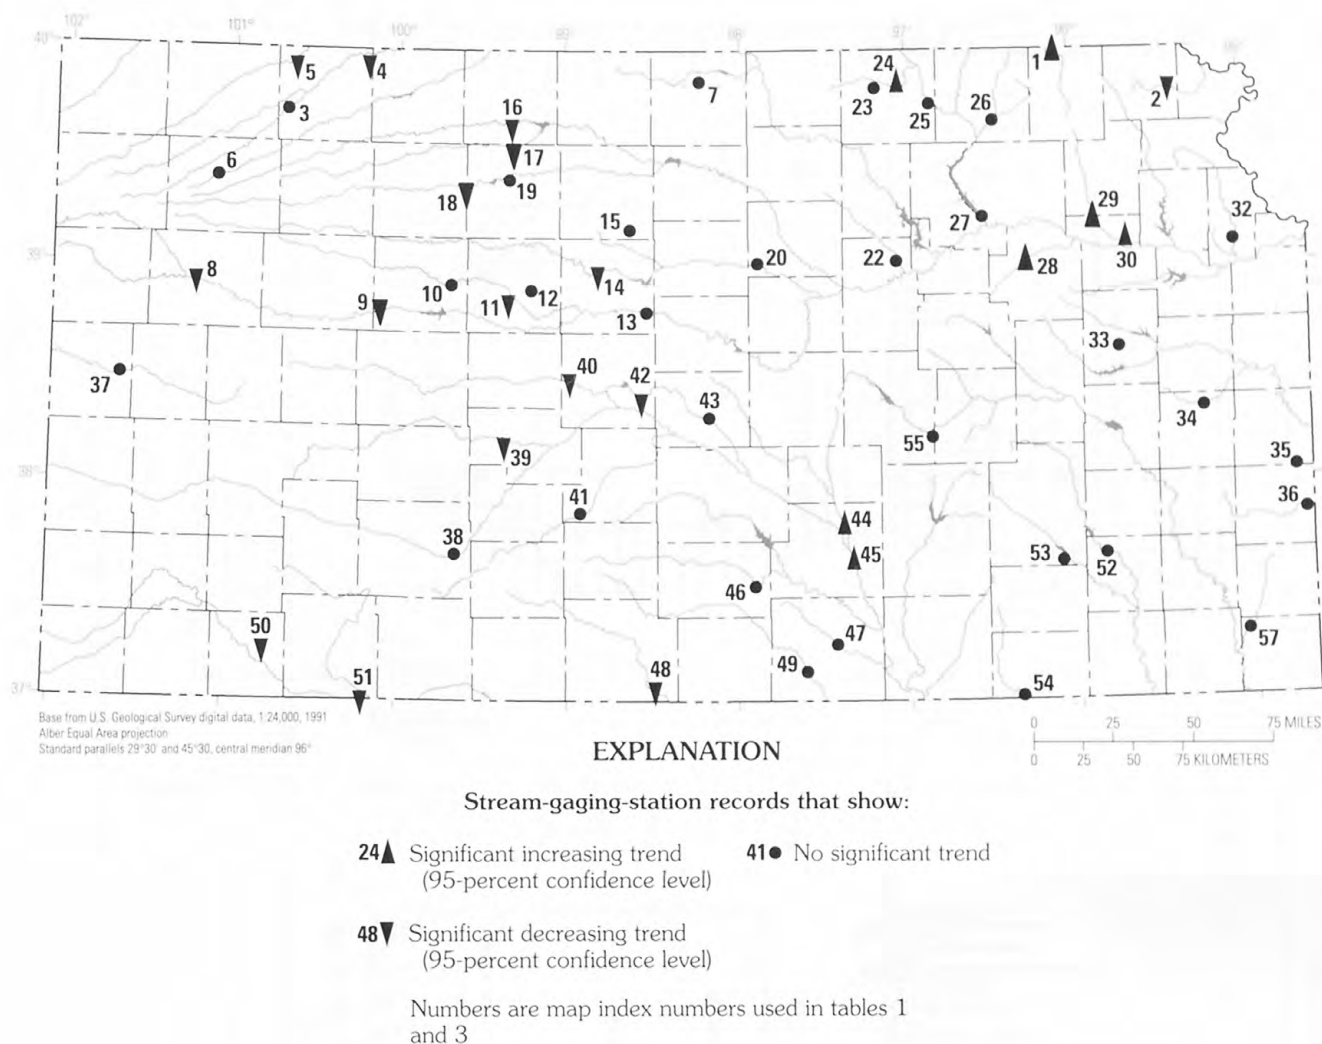 102° 101° 100° 99 98 97 96° 95°
40°
5 4 24 1
3 7 23 25 26 2
16
6 17
18 19 29 32
15 27
39° 20 22 28 30
8 10 12 14
9 11 13
33
37 40 42 43
34
55 35
38° 39
41 36
38 44
45 53 52
46
50 47 57
49
37° 51 48 54
Base from U.S. Geological Survey digital data, 1:24,000, 1991
Alber Equal Area projection
Standard parallels 29°30' and 45°30, central meridian 96°
0 25 50 75 MILES
0 25 50 75 KILOMETERS
EXPLANATION
Stream-gaging-station records that show:
24 Significant increasing trend
(95-percent confidence level)
41 No significant trend
48 Significant decreasing trend
(95-percent confidence level)
Numbers are map index numbers used in tables 1
and 3